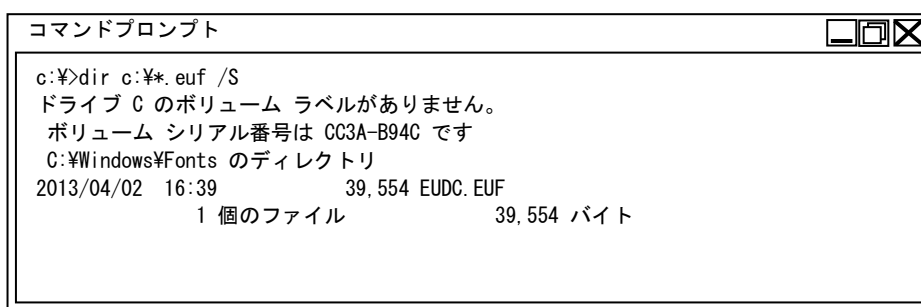 コマンドプロンプト
c:¥>dir c:¥*.euf /S
ドライブ C のボリューム ラベルがありません。
ボリューム シリアル番号は CC3A-B94C です
C:¥Windows¥Fonts のディレクトリ
2013/04/02 16:39 39,554 EUDC.EUF
1 個のファイル 39,554 バイト